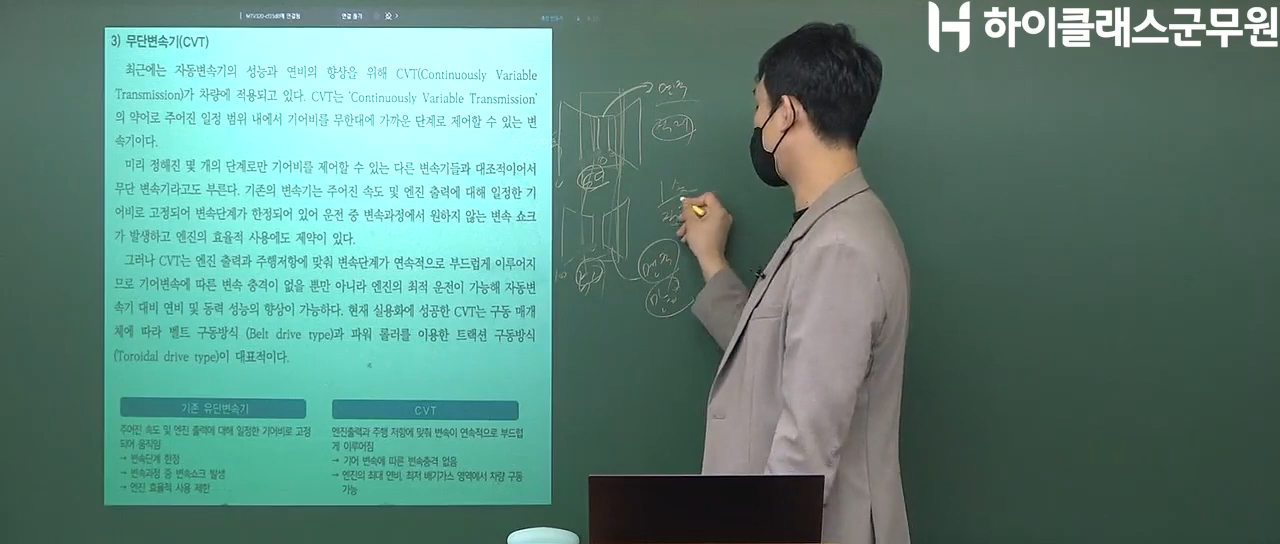 하이클래스군무원
연결 끊기
3) 무단변속기(CVT)
최근에는 자동변속기의 성능과 연비의 향상을 위해 CVT(Continuously Variable
Transmission)가 차량에 적용되고 있다. CVT는 'Continuously Variable Transmission'
의 약어로 주어진 일정 범위 내에서 기어비를 무한대에 가까운 단계로 제어할 수 있는 변
속기이다.
미리 정해진 몇 개의 단계로만 기어비를 제어할 수 있는 다른 변속기들과 대조적이어서
무단 변속기라고도 부른다. 기존의 변속기는 주어진 속도 및 엔진 출력에 대해 일정한 기
어비로 고정되어 변속단계가 한정되어 있어 운전 중 변속과정에서 원하지 않는 변속 쇼크
가 발생하고 엔진의 효율적 사용에도 제약이 있다.
그러나 CVT는 엔진 출력과 주행저항에 맞춰 변속단계가 연속적으로 부드럽게 이루어지
므로 기어변속에 따른 변속 충격이 없을 뿐만 아니라 엔진의 최적 운전이 가능해 자동변
속기 대비 연비 및 동력 성능의 향상이 가능하다. 현재 실용화에 성공한 CVT는 구동 매개
체에 따라 벨트 구동방식 (Belt drive type)과 파워 롤러를 이용한 트랙션 구동방식
(Toroidal drive type)이 대표적이다.
기존 유단변속기
주어진 속도 및 엔진 출력에 대해 일정한 기어비로 고정
되어 움직임
→ 변속단계 한정
→ 변속과정 중 변속쇼크 발생
→ 엔진 효율적 사용 제한
CVT
엔진출력과 주행 저항에 맞춰 변속이 연속적으로 부드럽
게 이루어짐
→ 기어 변속에 따른 변속충격 없음
→ 엔진의 최대 연비, 최저 배기가스 영역에서 차량 구동
가능